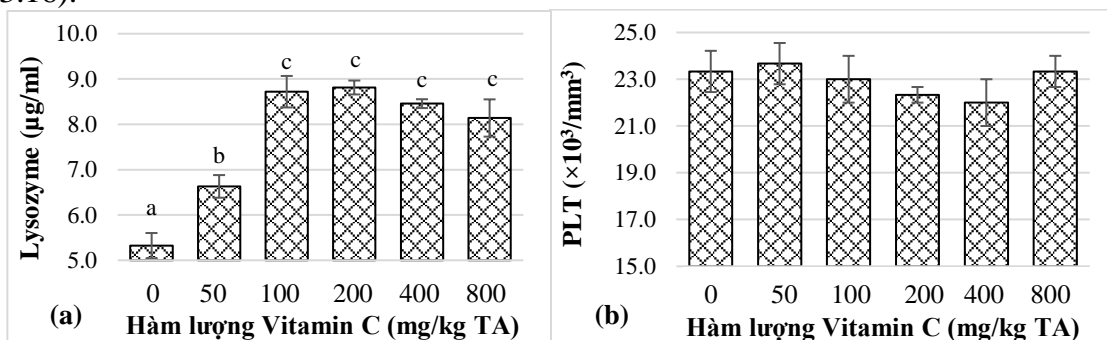 Lysozyme (µg/ml)
10.0
9.0
8.0
7.0
6.0
5.0
a
b
c
c
c
c
0 50 100 200 400 800
(a) Hàm lượng Vitamin C (mg/kg TA)
PLT (×10³/mm³)
25.0
23.0
21.0
19.0
17.0
15.0
0 50 100 200 400 800
(b) Hàm lượng Vitamin C (mg/kg TA)